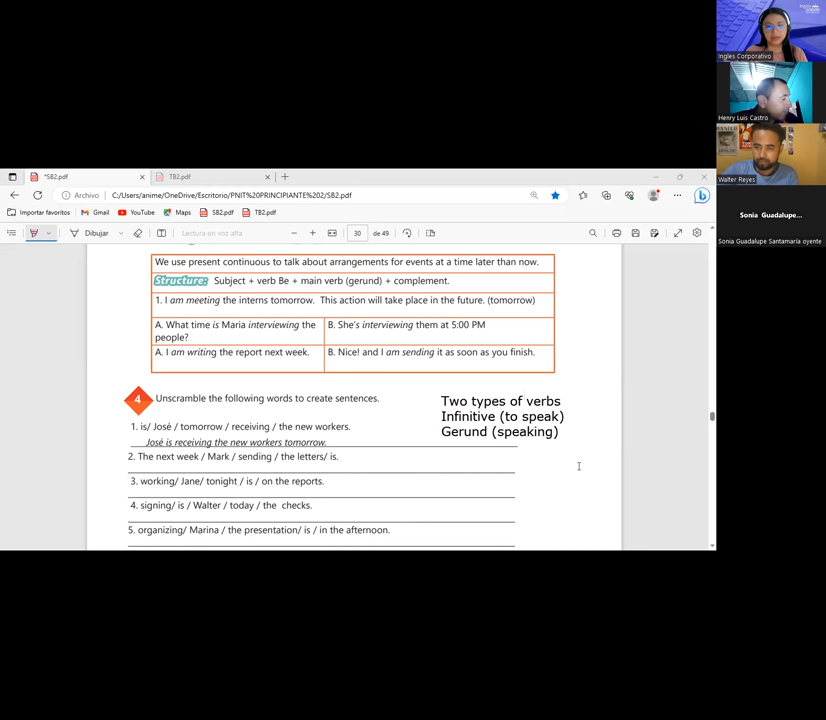 Ingles Corporativo
Henry Luis Castro
Walter Reyes
Sonia Guadalupe...
Sonia Guadalupe Santamaría oyente
*SB2.pdf
TB2.pdf
Archivo C:/Users/anime/OneDrive/Escritorio/PNIT%20PRINCIPIANTE%202/SB2.pdf
Importar favoritos Gmail YouTube Maps SB2.pdf TB2.pdf
Dibujar Lectura en voz alta 30 de 49
We use present continuous to talk about arrangements for events at a time later than now.
Structure: Subject + verb Be + main verb (gerund) + complement.
1. I am meeting the interns tomorrow. This action will take place in the future. (tomorrow)
A. What time is Maria interviewing the people?
B. She's interviewing them at 5:00 PM
A. I am writing the report next week.
B. Nice! and I am sending it as soon as you finish.
4 Unscramble the following words to create sentences.
Two types of verbs
Infinitive (to speak)
Gerund (speaking)
1. is/ José / tomorrow / receiving / the new workers.
José is receiving the new workers tomorrow.
2. The next week / Mark / sending / the letters/ is.
3. working/ Jane/ tonight / is / on the reports.
4. signing/ is / Walter / today / the checks.
5. organizing/ Marina / the presentation/ is / in the afternoon.